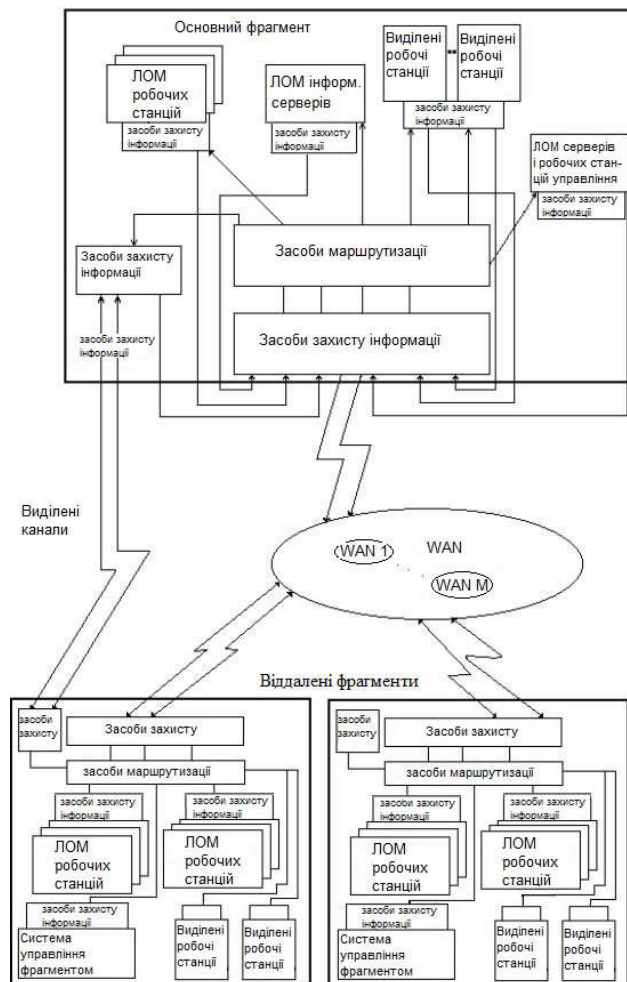 Основний фрагмент
ЛОМ
робочих
станцій
засоби захисту
інформації
ЛОМ інформ.
серверів
засоби захисту
інформації
Виділені
робочі
станції
Виділені
робочі
станції
засоби захисту
інформації
ЛОМ серверів
і робочих стан-
цій управління
засоби захисту
інформації
Засоби захисту
інформації
Засоби маршрутизації
засоби захисту
інформації
Засоби захисту інформації
Виділені
канали
WAN 1
WAN
WAN M
Віддалені фрагменти
засоби
захисту
Засоби захисту
засоби маршрутизації
засоби захисту
інформації
ЛОМ
робочих
станцій
засоби захисту
інформації
ЛОМ
робочих
станцій
засоби захисту
інформації
Система
управління
фрагментом
Виділені
робочі
станції
Виділені
робочі
станції
засоби
захисту
Засоби захисту
засоби маршрутизації
засоби захисту
інформації
ЛОМ
робочих
станцій
засоби захисту
інформації
ЛОМ
робочих
станцій
засоби захисту
інформації
Система
управління
фрагментом
Виділені
робочі
станції
Виділені
робочі
станції